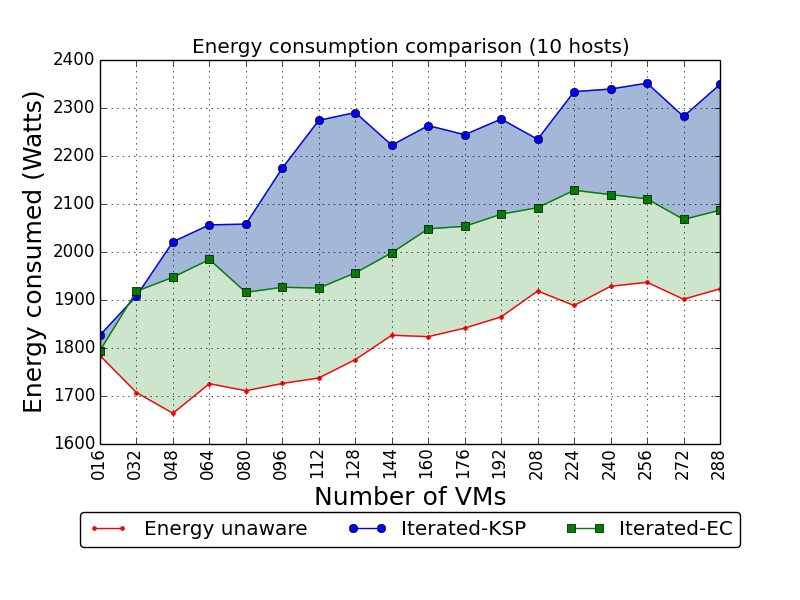 Energy consumption comparison (10 hosts)
Energy consumed (Watts)
2400
2300
2200
2100
2000
1900
1800
1700
1600
016 032 048 064 080 096 112 128 144 160 176 192 208 224 240 256 272 288
Number of VMs
Energy unaware Iterated-KSP Iterated-EC